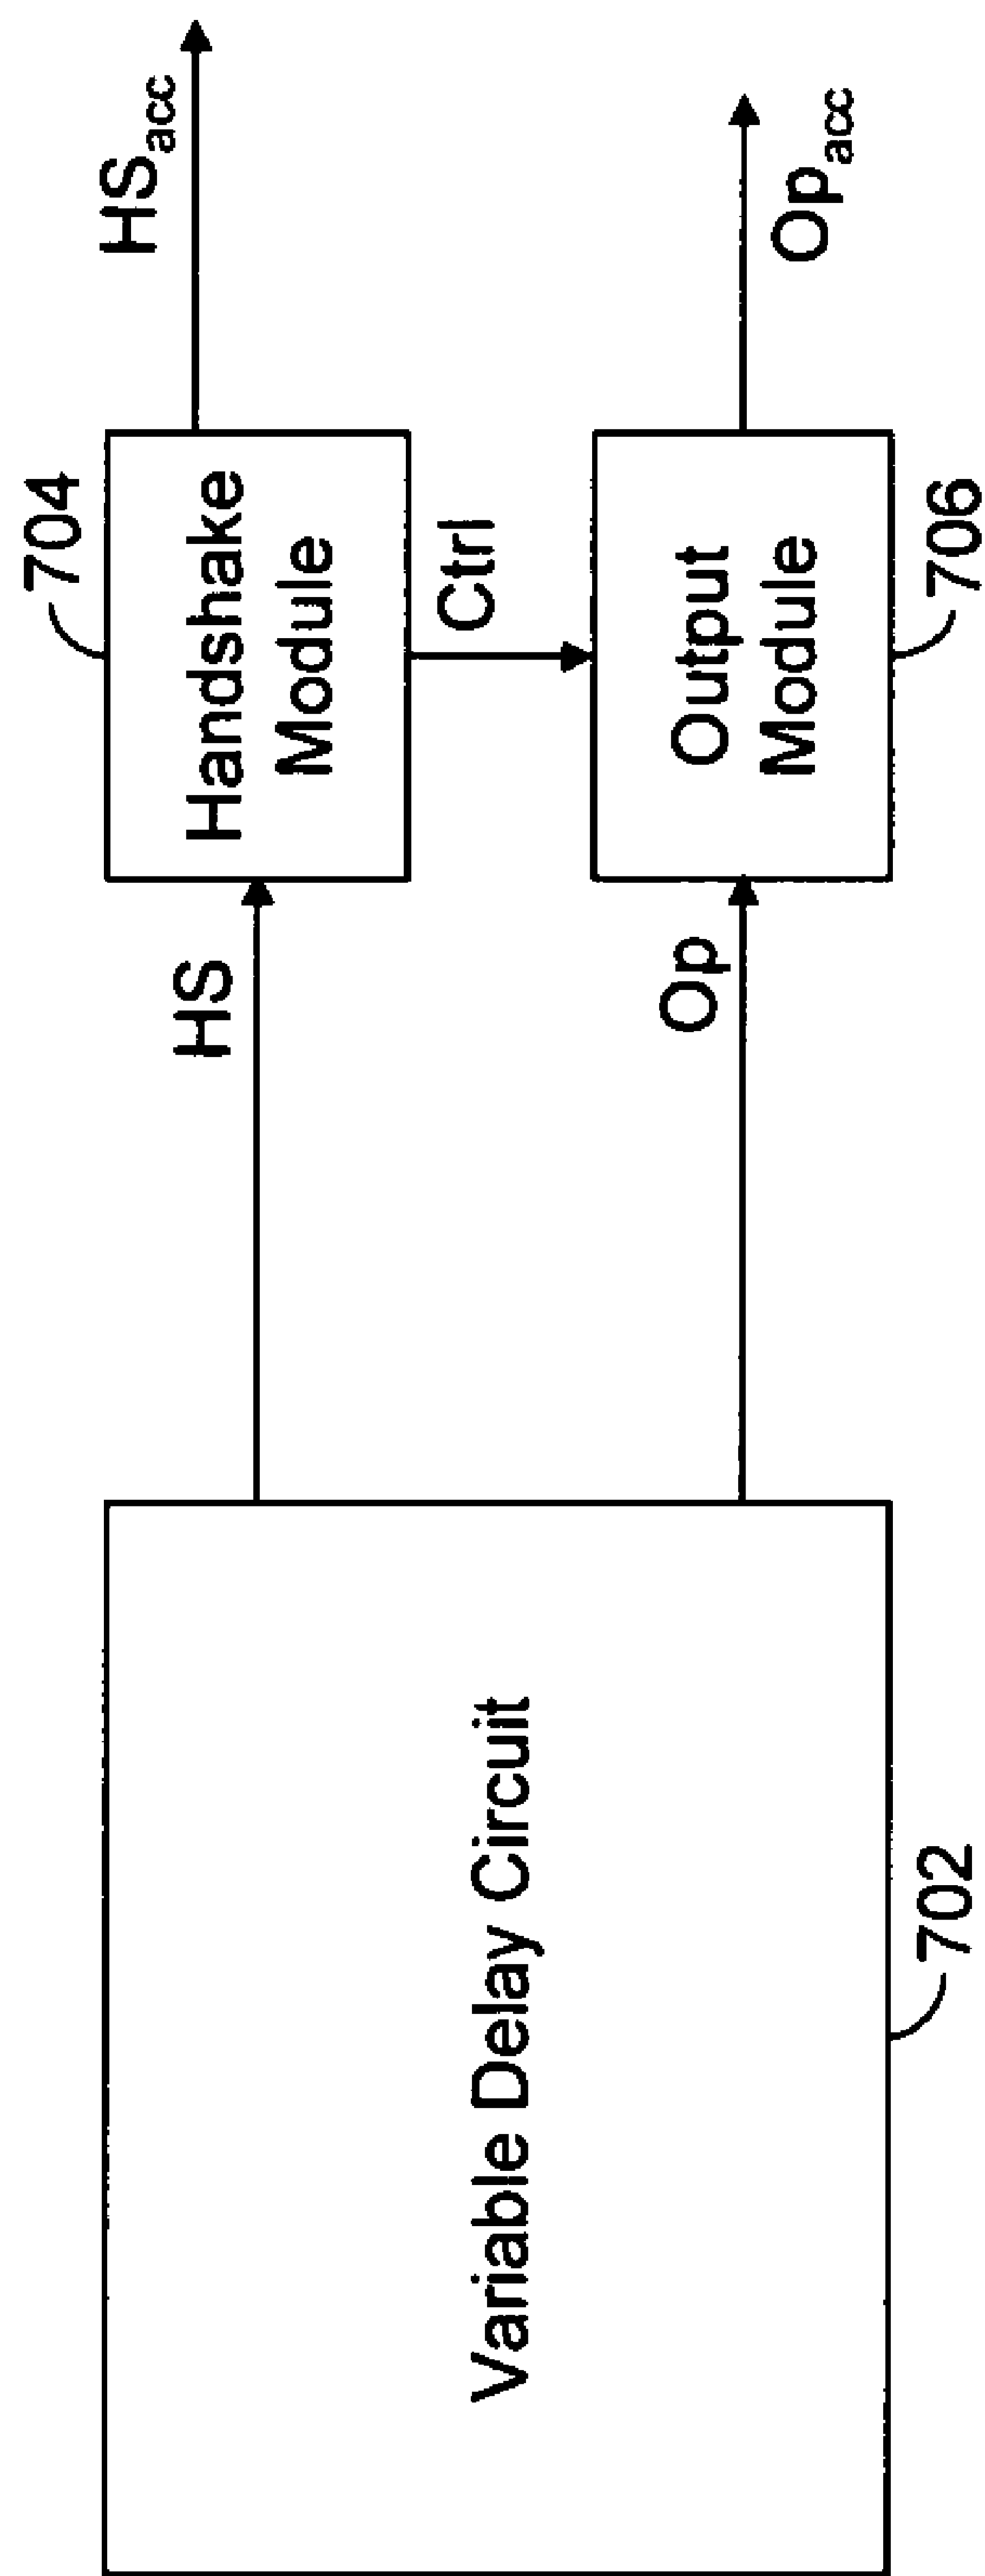 Variable Delay Circuit
702
HS
Op
Handshake
Module
704
Ctrl
Output
Module
706
HSacc
Opacc